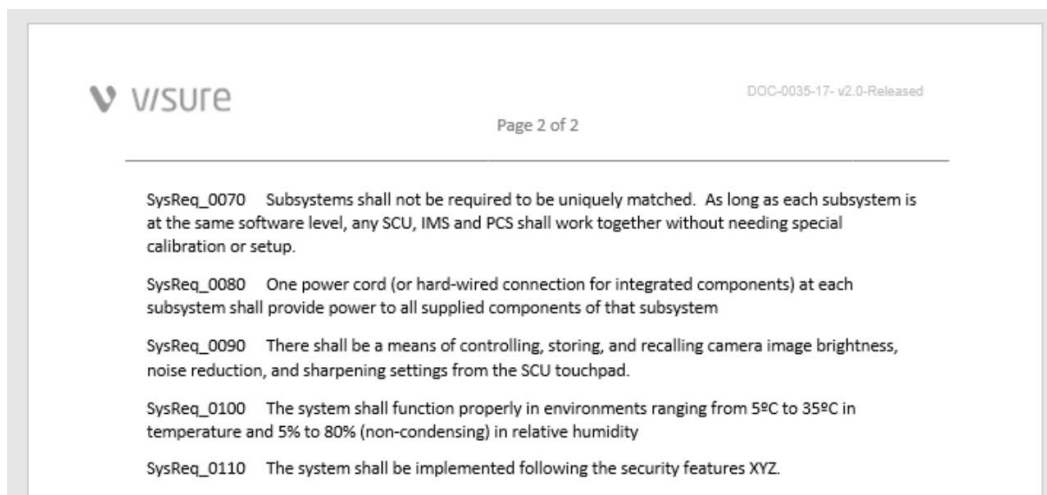 visure
DOC-0035-17- v2.0-Released
Page 2 of 2
SysReq_0070 Subsystems shall not be required to be uniquely matched. As long as each subsystem is
at the same software level, any SCU, IMS and PCS shall work together without needing special
calibration or setup.
SysReq_0080 One power cord (or hard-wired connection for integrated components) at each
subsystem shall provide power to all supplied components of that subsystem
SysReq_0090 There shall be a means of controlling, storing, and recalling camera image brightness,
noise reduction, and sharpening settings from the SCU touchpad.
SysReq_0100 The system shall function properly in environments ranging from 5ºC to 35ºC in
temperature and 5% to 80% (non-condensing) in relative humidity
SysReq_0110 The system shall be implemented following the security features XYZ.